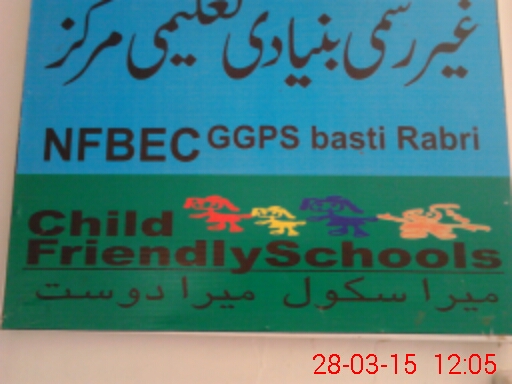 غیر رسمی بنیادی تعلیمی مرکز
NFBEC GGPS basti Rabri
Child
FriendlySchools
میرا سکول میرا دوست
28-03-15 12:05